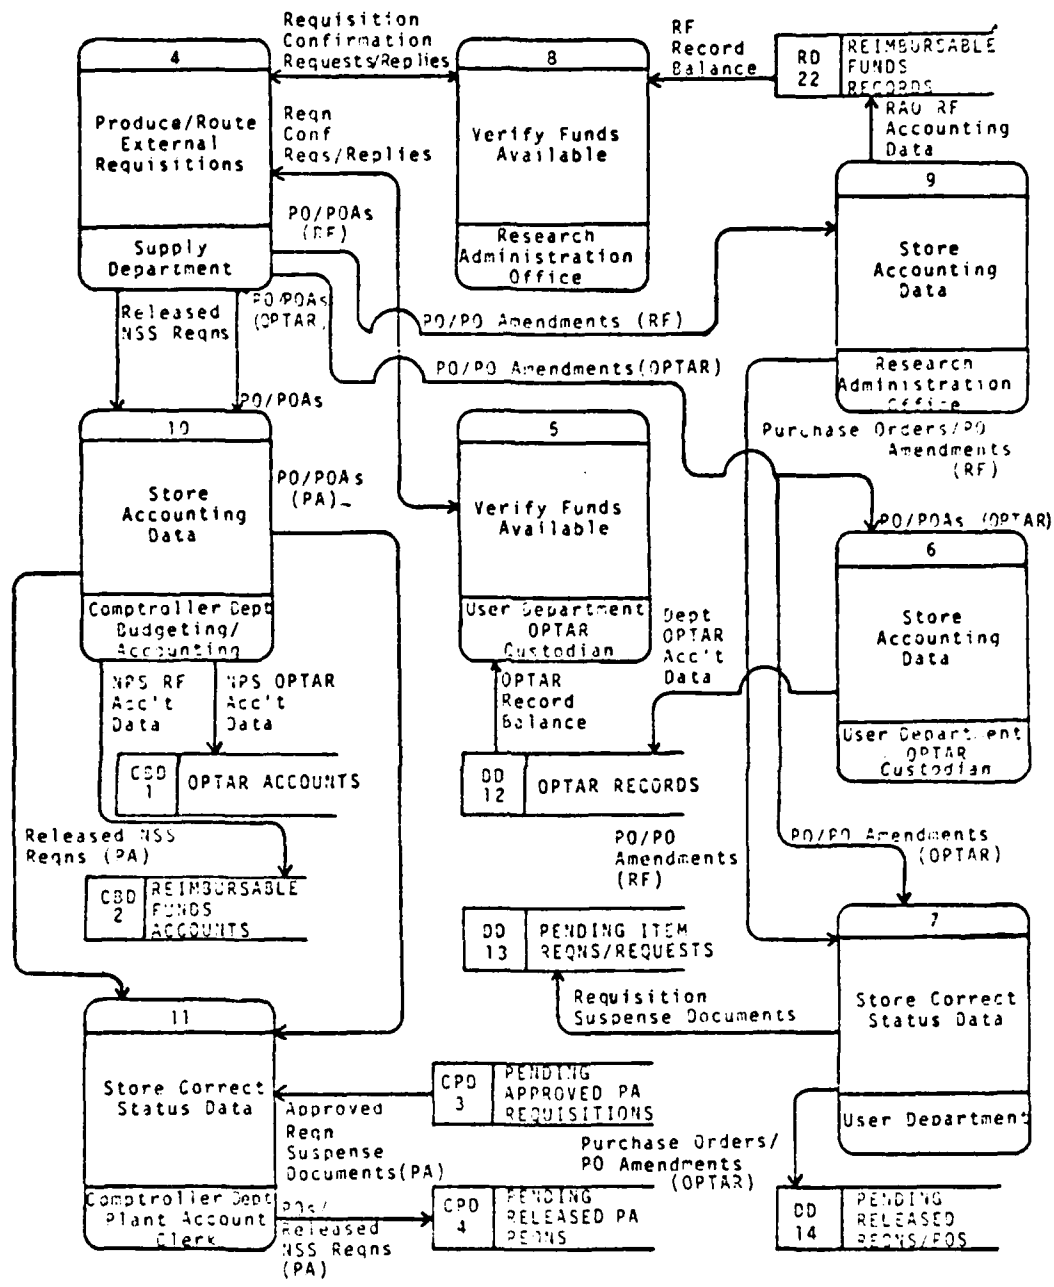 Requisition
Confirmation
Requests/Replies
4
Produce/Route
External
Requisitions
Supply
Department
Reqn
Conf
Reqs/Replies
8
Verify Funds
Available
Research
Administration
Office
RF
Record
Balance
RD
22
REIMBURSABLE
FUNDS
RECORDS
RAO RF
Accounting
Data
9
Store
Accounting
Data
Research
Administration
Office
PO/POAs
(RF)
PO/PO Amendments (RF)
Released
NSS Reqns
PO/POAs
(OPTAR)
PO/PO Amendments(OPTAR)
PO/POAs
10
Store
Accounting
Data
Comptroller Dept
Budgeting/
Accounting
PO/POAs
(PA)
5
Verify Funds
Available
User Department
OPTAR
Custodian
Purchase Orders/PO
Amendments
(RF)
PO/POAs (OPTAR)
6
Store
Accounting
Data
User Department
OPTAR
Custodian
Dept
OPTAR
Acc't
Data
NPS RF
Acc't
Data
NPS OPTAR
Acc't
Data
OPTAR
Record
Balance
CBD
1
OPTAR ACCOUNTS
DD
12
OPTAR RECORDS
Released NSS
Reqns (PA)
PO/PO
Amendments
(RF)
PO/PO Amendments
(OPTAR)
CBD
2
REIMBURSABLE
FUNDS
ACCOUNTS
DD
13
PENDING ITEM
REQNS/REQUESTS
7
Store Correct
Status Data
User Department
Requisition
Suspense Documents
11
Store Correct
Status Data
Comptroller Dept
Plant Account
Clerk
CPD
3
PENDING
APPROVED PA
REQUISITIONS
Approved
Reqn
Suspense
Documents(PA)
Purchase Orders/
PO Amendments
(OPTAR)
POs/
Released
NSS Reqns
(PA)
CPD
4
PENDING
RELEASED PA
REQNS
DD
14
PENDING
RELEASED
REQNS/POS